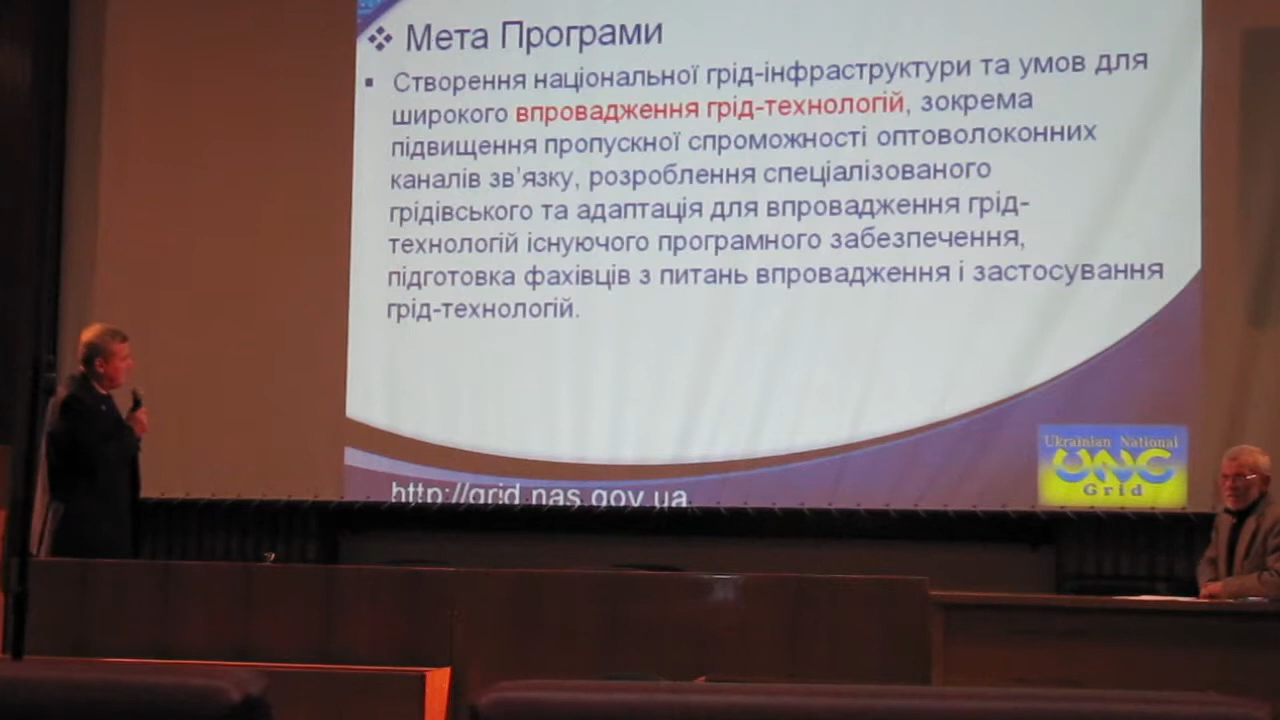 Мета Програми
Створення національної грід-інфраструктури та умов для
широкого впровадження грід-технологій, зокрема
підвищення пропускної спроможності оптоволоконних
каналів зв'язку, розроблення спеціалізованого
грідівського та адаптація для впровадження грід-
технологій існуючого програмного забезпечення,
підготовка фахівців з питань впровадження і застосування
грід-технологій.
http://grid.nas.gov.ua
Ukrainian National
UNG
Grid